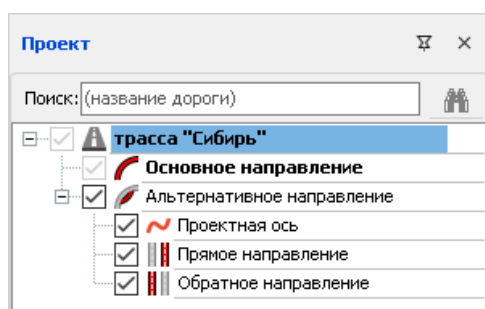 Проект
Поиск: (название дороги)
трасса "Сибирь"
Основное направление
Альтернативное направление
Проектная ось
Прямое направление
Обратное направление